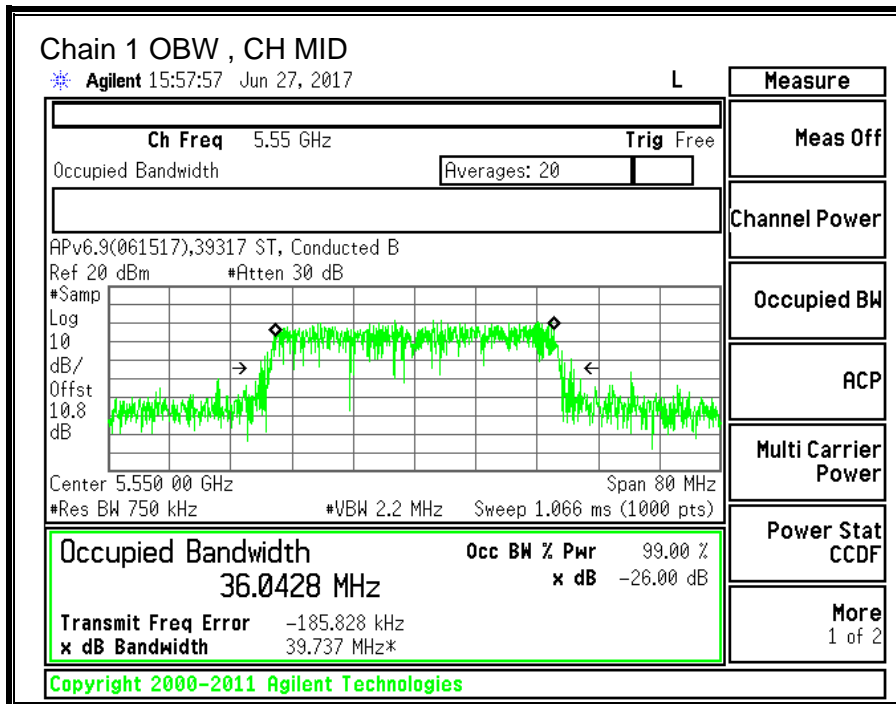 Chain 1 OBW , CH MID
Agilent 15:57:57 Jun 27, 2017 L
Measure
Ch Freq 5.55 GHz Trig Free
Occupied Bandwidth Averages: 20
APv6.9(061517),39317 ST, Conducted B
Ref 20 dBm #Atten 30 dB
#Samp
Log
10
dB/
Offst
10.8
dB
Center 5.550 00 GHz Span 80 MHz
#Res BW 750 kHz #VBW 2.2 MHz Sweep 1.066 ms (1000 pts)
Occupied Bandwidth Occ BW % Pwr 99.00 %
36.0428 MHz x dB -26.00 dB
Transmit Freq Error -185.828 kHz
x dB Bandwidth 39.737 MHz*
Copyright 2000-2011 Agilent Technologies
Meas Off
Channel Power
Occupied BW
ACP
Multi Carrier
Power
Power Stat
CCDF
More
1 of 2